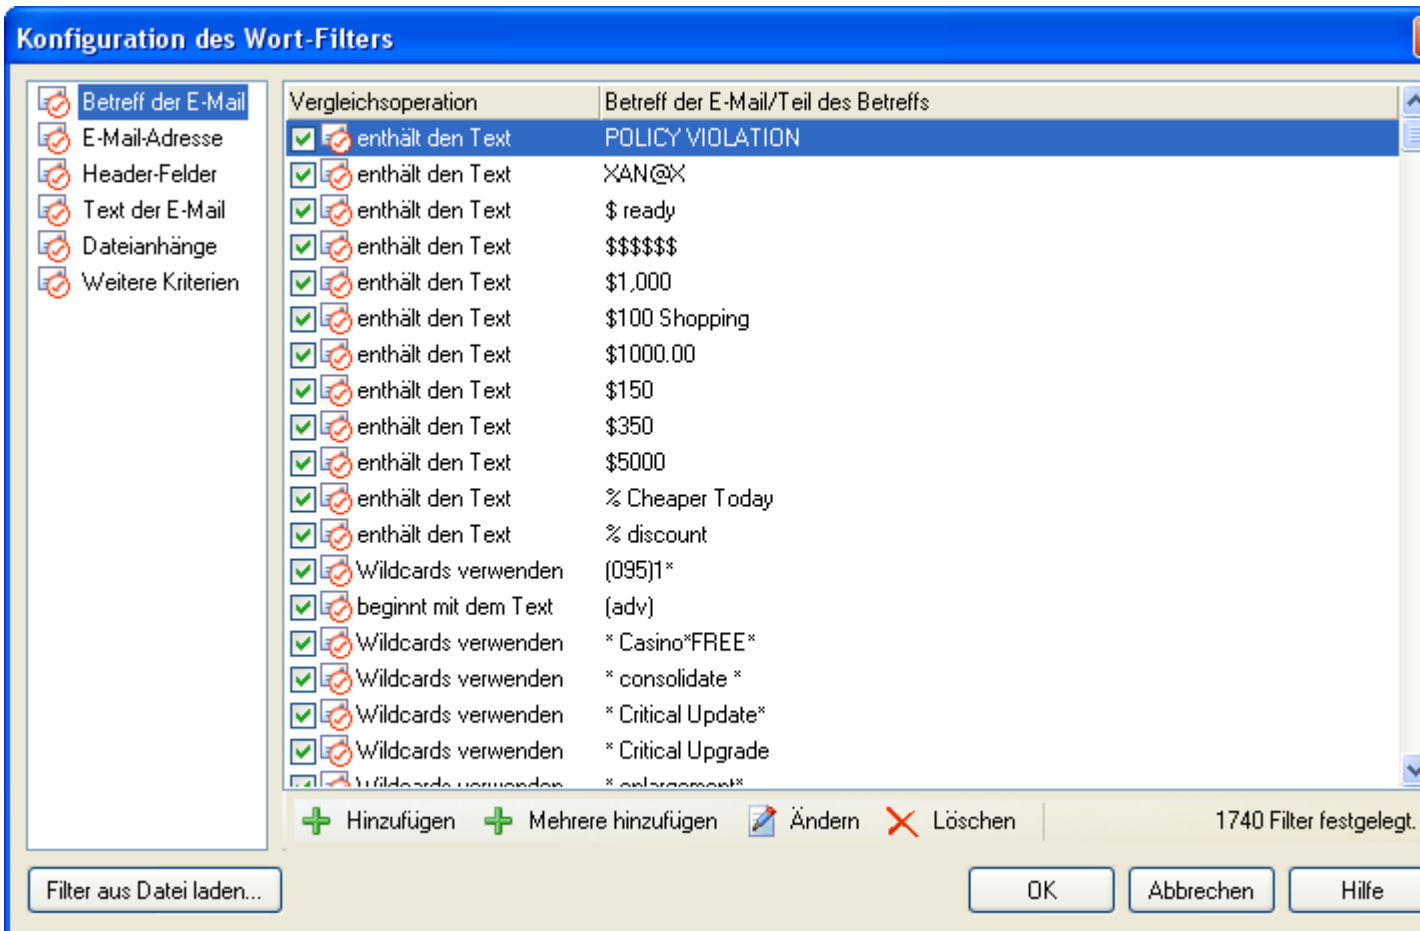 Konfiguration des Wort-Filters
Betreff der E-Mail
E-Mail-Adresse
Header-Felder
Text der E-Mail
Dateianhänge
Weitere Kriterien
Vergleichsoperation Betreff der E-Mail/Teil des Betreffs
enthält den Text POLICY VIOLATION
enthält den Text XAN@X
enthält den Text $ ready
enthält den Text $$$$$$
enthält den Text $1,000
enthält den Text $100 Shopping
enthält den Text $1000.00
enthält den Text $150
enthält den Text $350
enthält den Text $5000
enthält den Text % Cheaper Today
enthält den Text % discount
Wildcards verwenden (095)1*
beginnt mit dem Text (adv)
Wildcards verwenden * Casino*FREE*
Wildcards verwenden * consolidate *
Wildcards verwenden * Critical Update*
Wildcards verwenden * Critical Upgrade
Wildcards verwenden * enlargement*
Hinzufügen Mehrere hinzufügen Ändern Löschen 1740 Filter festgelegt.
Filter aus Datei laden... OK Abbrechen Hilfe